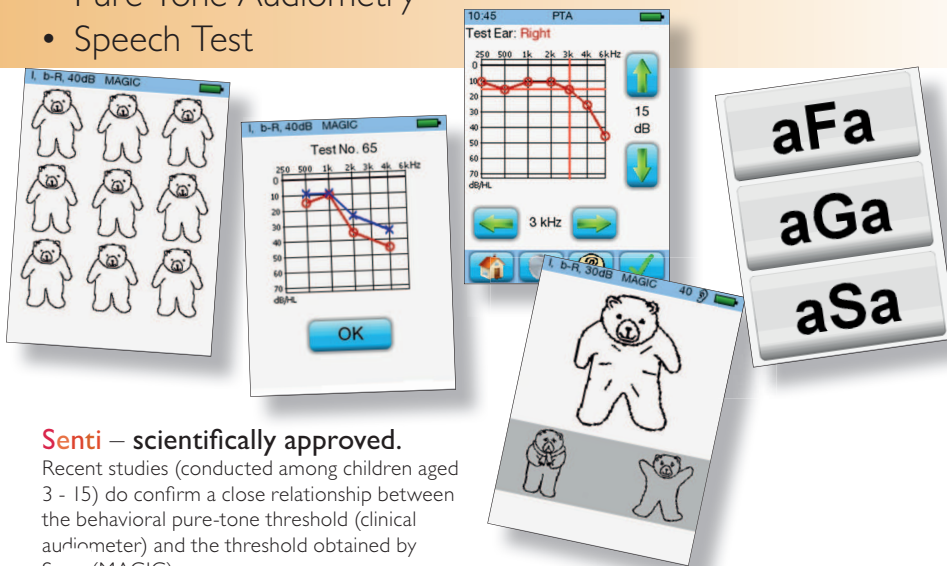 Pure Tone Audiometry
• Speech Test
I, b-R, 40dB MAGIC
I, b-R, 40dB MAGIC
Test No. 65
250 500 1k 2k 3k 4k 6kHz
0
10
20
30
40
50
60
70
dB/HL
OK
10:45 PTA
Test Ear: Right
250 500 1k 2k 3k 4k 6kHz
0
10
20
30
40
50
60
70
dB/HL
15
dB
3 kHz
I, b-R, 30dB MAGIC 40
aFa
aGa
aSa
Senti – scientifically approved.
Recent studies (conducted among children aged
3 - 15) do confirm a close relationship between
the behavioral pure-tone threshold (clinical
audiometer) and the threshold obtained by
(MAGIC)